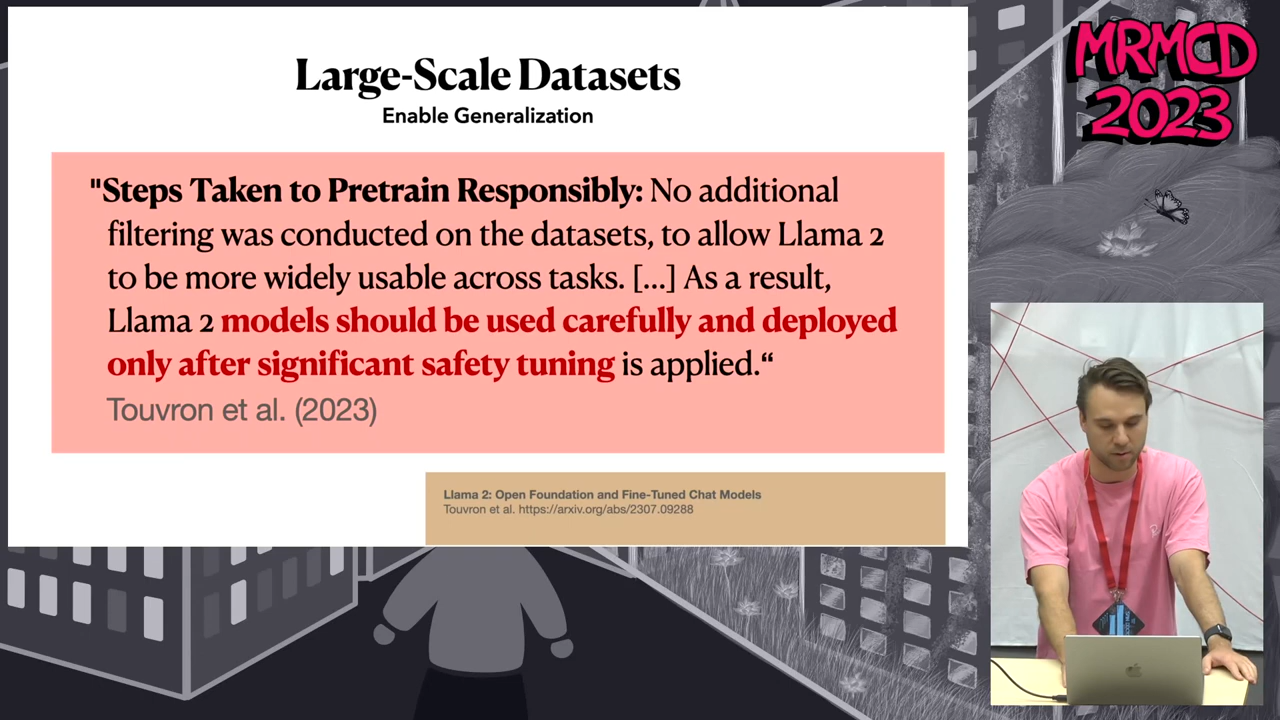 Large-Scale Datasets
Enable Generalization
"Steps Taken to Pretrain Responsibly: No additional
filtering was conducted on the datasets, to allow Llama 2
to be more widely usable across tasks. [...] As a result,
Llama 2 models should be used carefully and deployed
only after significant safety tuning is applied.“
Touvron et al. (2023)
Llama 2: Open Foundation and Fine-Tuned Chat Models
Touvron et al. https://arxiv.org/abs/2307.09288
MRMCD
2023